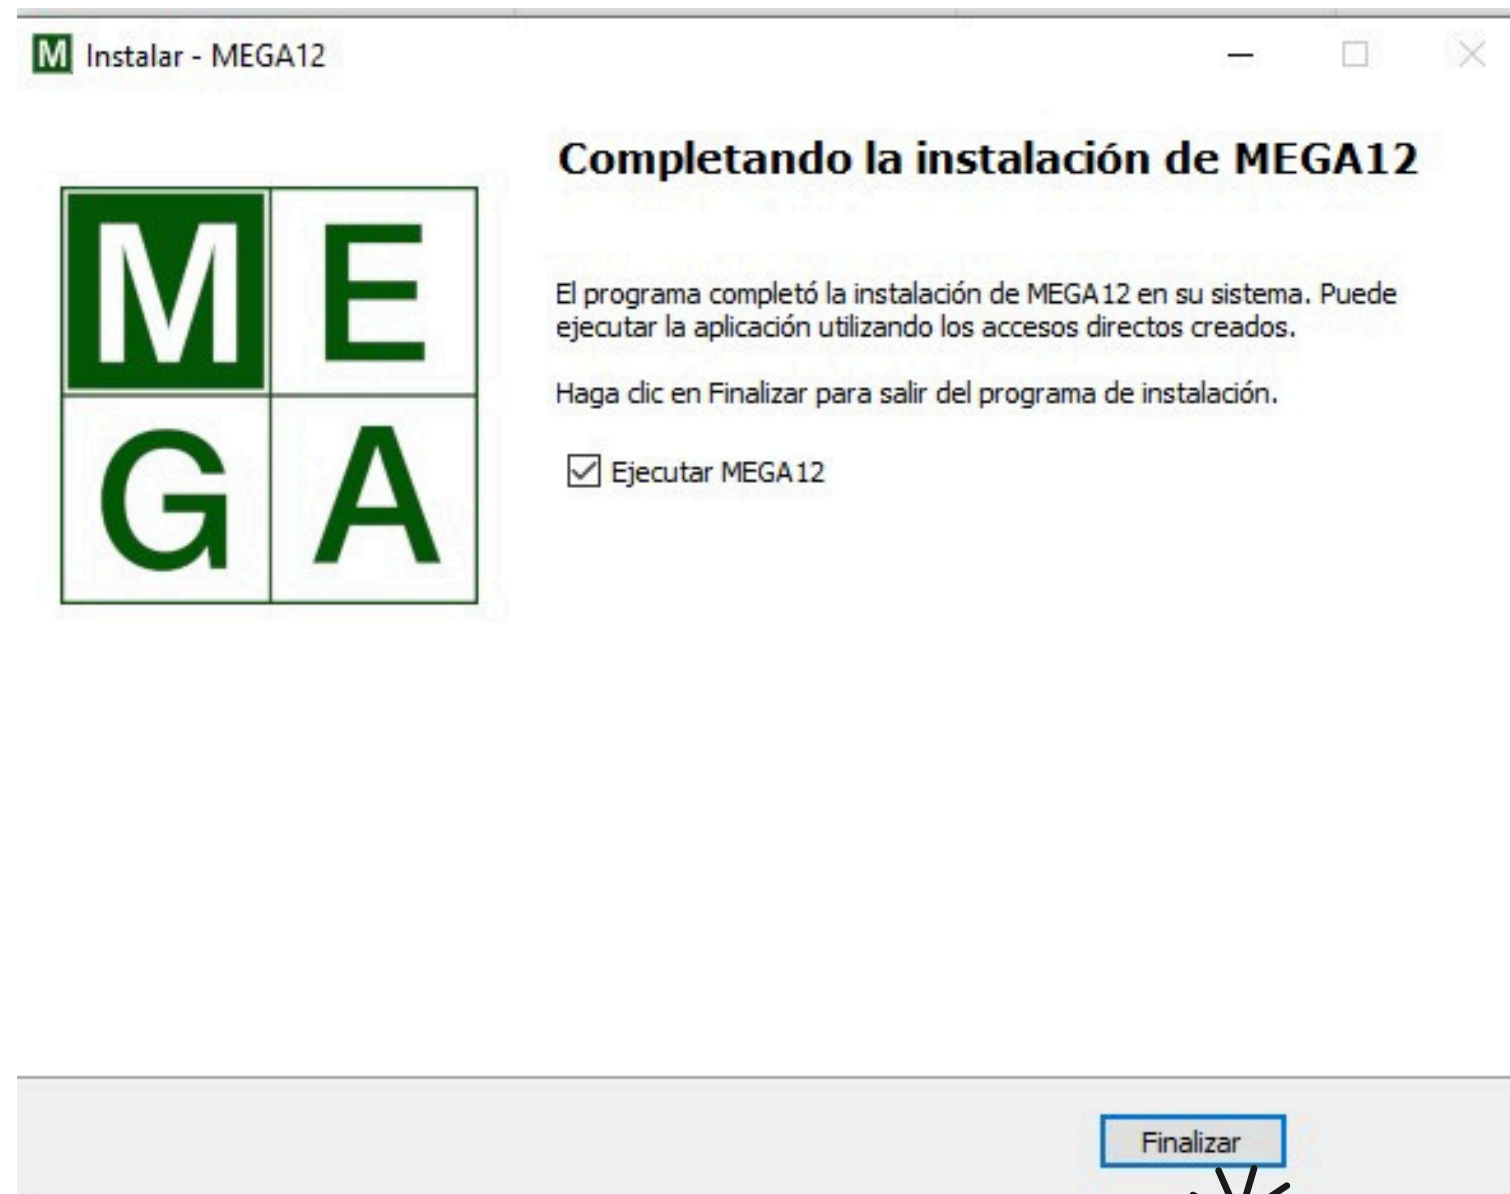 M Instalar - MEGA12
Completando la instalación de MEGA12
M E
G A
El programa completó la instalación de MEGA12 en su sistema. Puede
ejecutar la aplicación utilizando los accesos directos creados.
Haga clic en Finalizar para salir del programa de instalación.
Ejecutar MEGA12
Finalizar